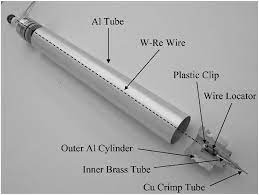 Al Tube
W-Re Wire
Plastic Clip
Wire Locator
Outer Al Cylinder
Inner Brass Tube
Cu Crimp Tube